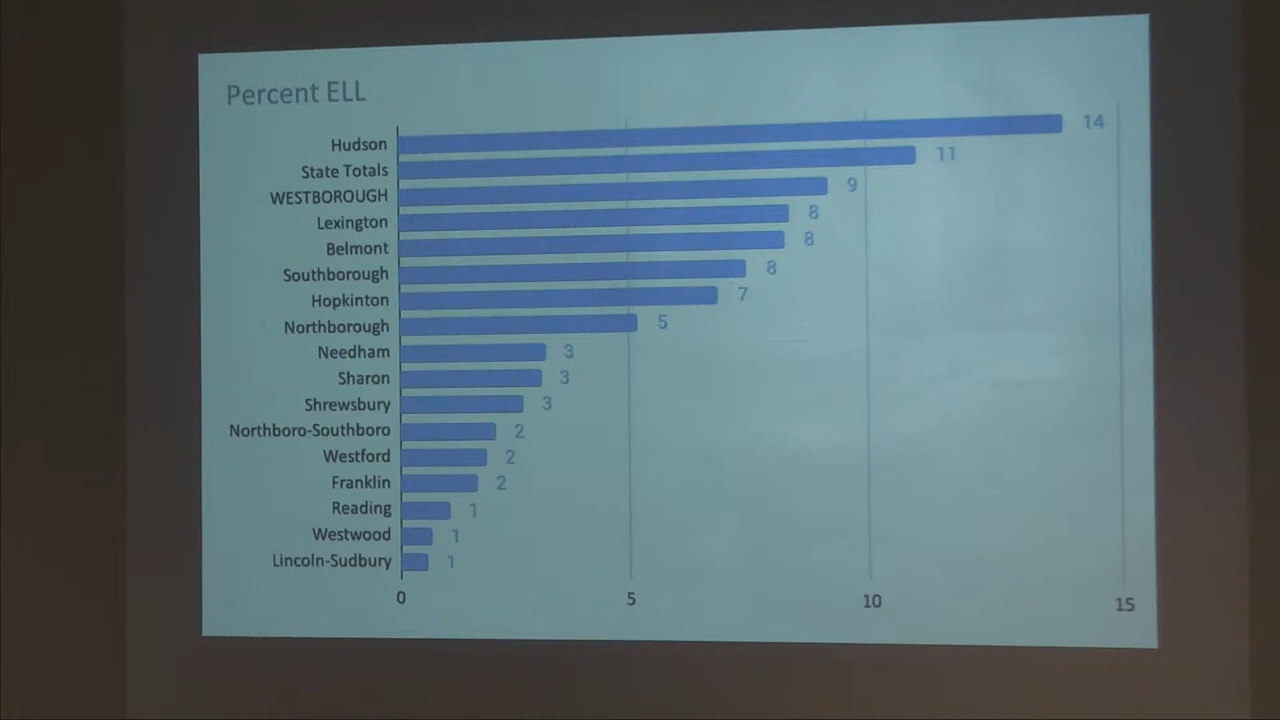 Percent ELL
Hudson 14
State Totals 11
WESTBOROUGH 9
Lexington 8
Belmont 8
Southborough 8
Hopkinton 7
Northborough 5
Needham 3
Sharon 3
Shrewsbury 3
Northboro-Southboro 2
Westford 2
Franklin 2
Reading 1
Westwood 1
Lincoln-Sudbury 1
0 5 10 15